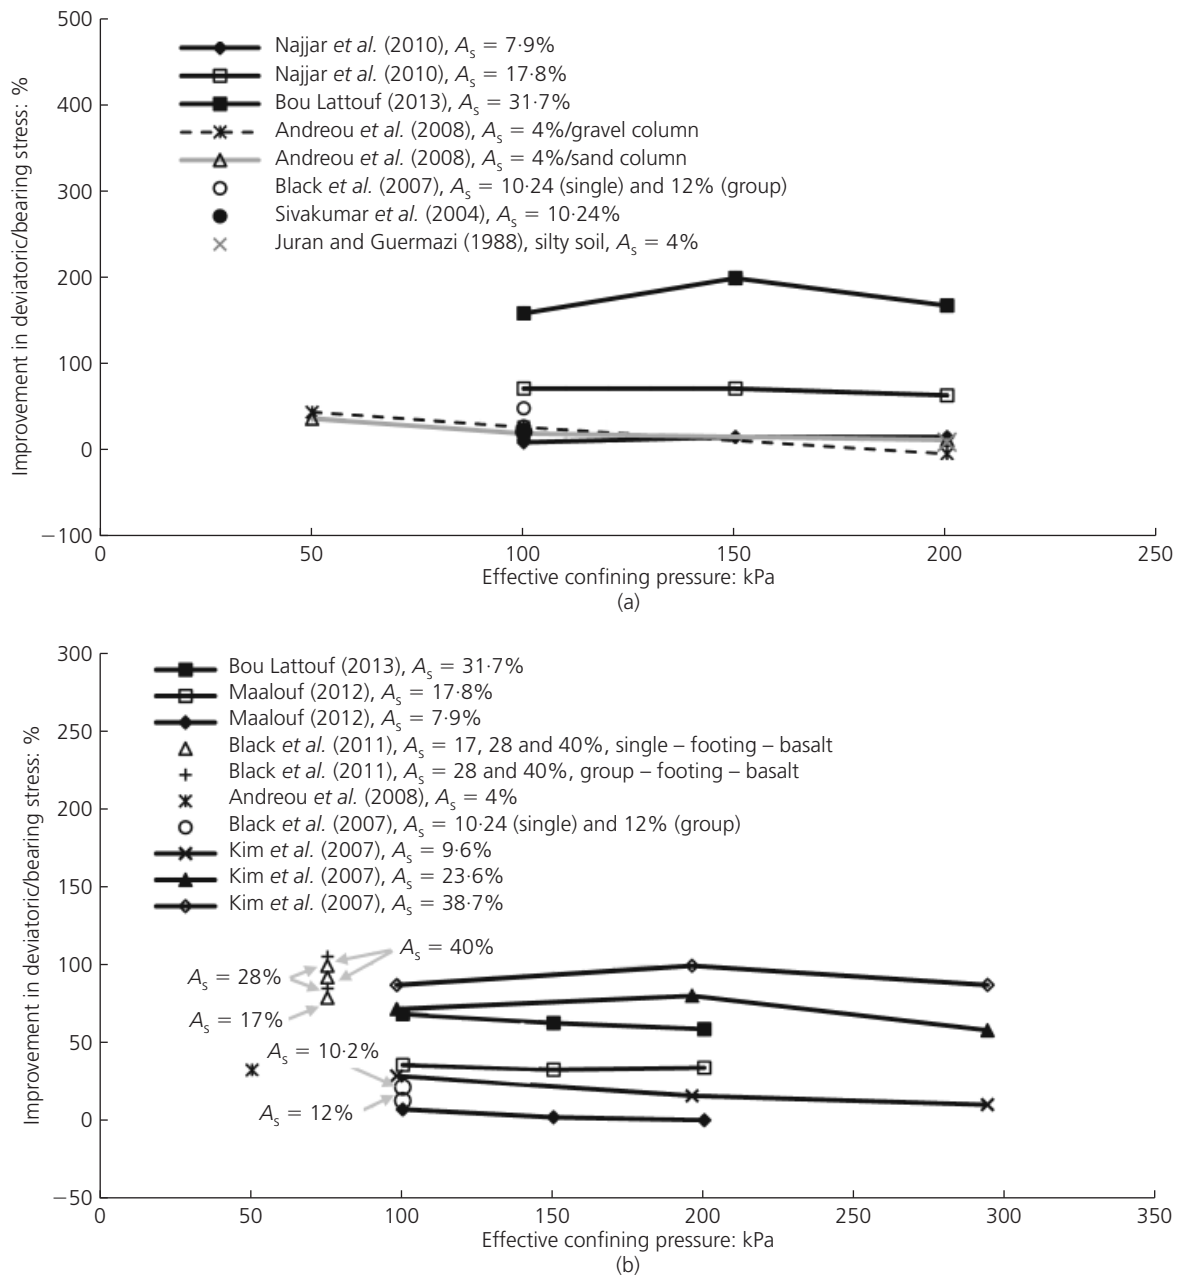 500
400
300
200
100
0
−100
Improvement in deviatoric/bearing stress: %
Najjar et al. (2010), As = 7·9%
Najjar et al. (2010), As = 17·8%
Bou Lattouf (2013), As = 31·7%
Andreou et al. (2008), As = 4%/gravel column
Andreou et al. (2008), As = 4%/sand column
Black et al. (2007), As = 10·24 (single) and 12% (group)
Sivakumar et al. (2004), As = 10·24%
Juran and Guermazi (1988), silty soil, As = 4%
0 50 100 150 200 250
Effective confining pressure: kPa
(a)
300
250
200
150
100
50
0
−50
Improvement in deviatoric/bearing stress: %
Bou Lattouf (2013), As = 31·7%
Maalouf (2012), As = 17·8%
Maalouf (2012), As = 7·9%
Black et al. (2011), As = 17, 28 and 40%, single – footing – basalt
Black et al. (2011), As = 28 and 40%, group – footing – basalt
Andreou et al. (2008), As = 4%
Black et al. (2007), As = 10·24 (single) and 12% (group)
Kim et al. (2007), As = 9·6%
Kim et al. (2007), As = 23·6%
Kim et al. (2007), As = 38·7%
As = 40%
As = 28%
As = 17%
As = 10·2%
As = 12%
0 50 100 150 200 250 300 350
Effective confining pressure: kPa
(b)